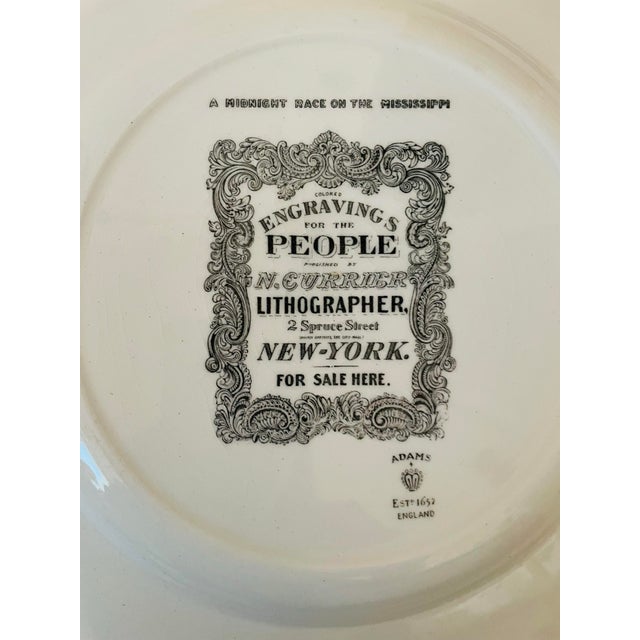 A MIDNIGHT RACE ON THE MISSISSIPPI
COLORED
ENGRAVINGS
FOR THE
PEOPLE
PUBLISHED BY
N. CURRIER
LITHOGRAPHER,
2 Spruce Street
NEW-YORK.
FOR SALE HERE.
ADAMS
ESTD 1657
ENGLAND